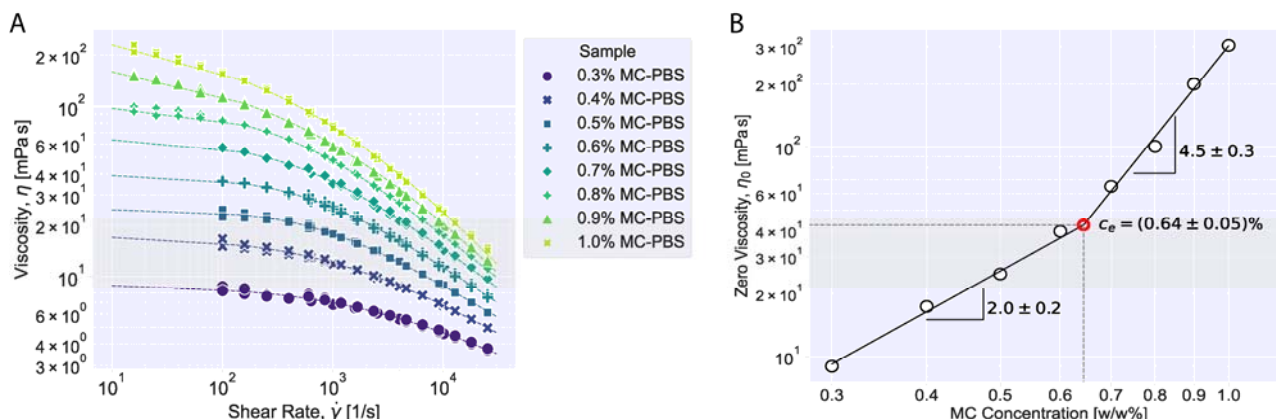 A
Viscosity, η [mPa s]
2 × 10²
10²
6 × 10¹
4 × 10¹
3 × 10¹
2 × 10¹
10¹
6 × 10⁰
4 × 10⁰
3 × 10⁰
10¹
10²
10³
10⁴
Shear Rate, γ̇ [1/s]
Sample
0.3% MC-PBS
0.4% MC-PBS
0.5% MC-PBS
0.6% MC-PBS
0.7% MC-PBS
0.8% MC-PBS
0.9% MC-PBS
1.0% MC-PBS
B
Zero Viscosity, η₀ [mPa s]
3 × 10²
2 × 10²
10²
6 × 10¹
4 × 10¹
3 × 10¹
2 × 10¹
10¹
4.5 ± 0.3
cₑ = (0.64 ± 0.05)%
2.0 ± 0.2
0.3
0.4
0.5
0.6
0.7
0.8
0.9
1.0
MC Concentration [w/w%]